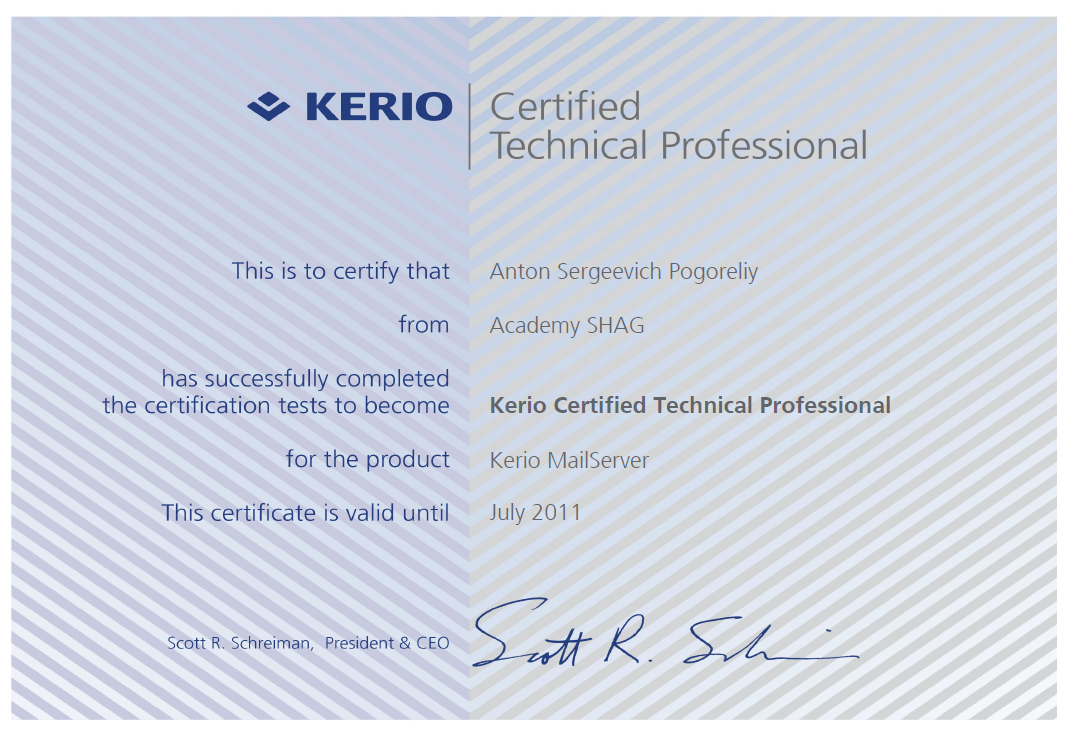 KERIO
Certified
Technical Professional
This is to certify that Anton Sergeevich Pogoreliy
from Academy SHAG
has successfully completed
the certification tests to become Kerio Certified Technical Professional
for the product Kerio MailServer
This certificate is valid until July 2011
Scott R. Schreiman, President & CEO
Scott R. Sch